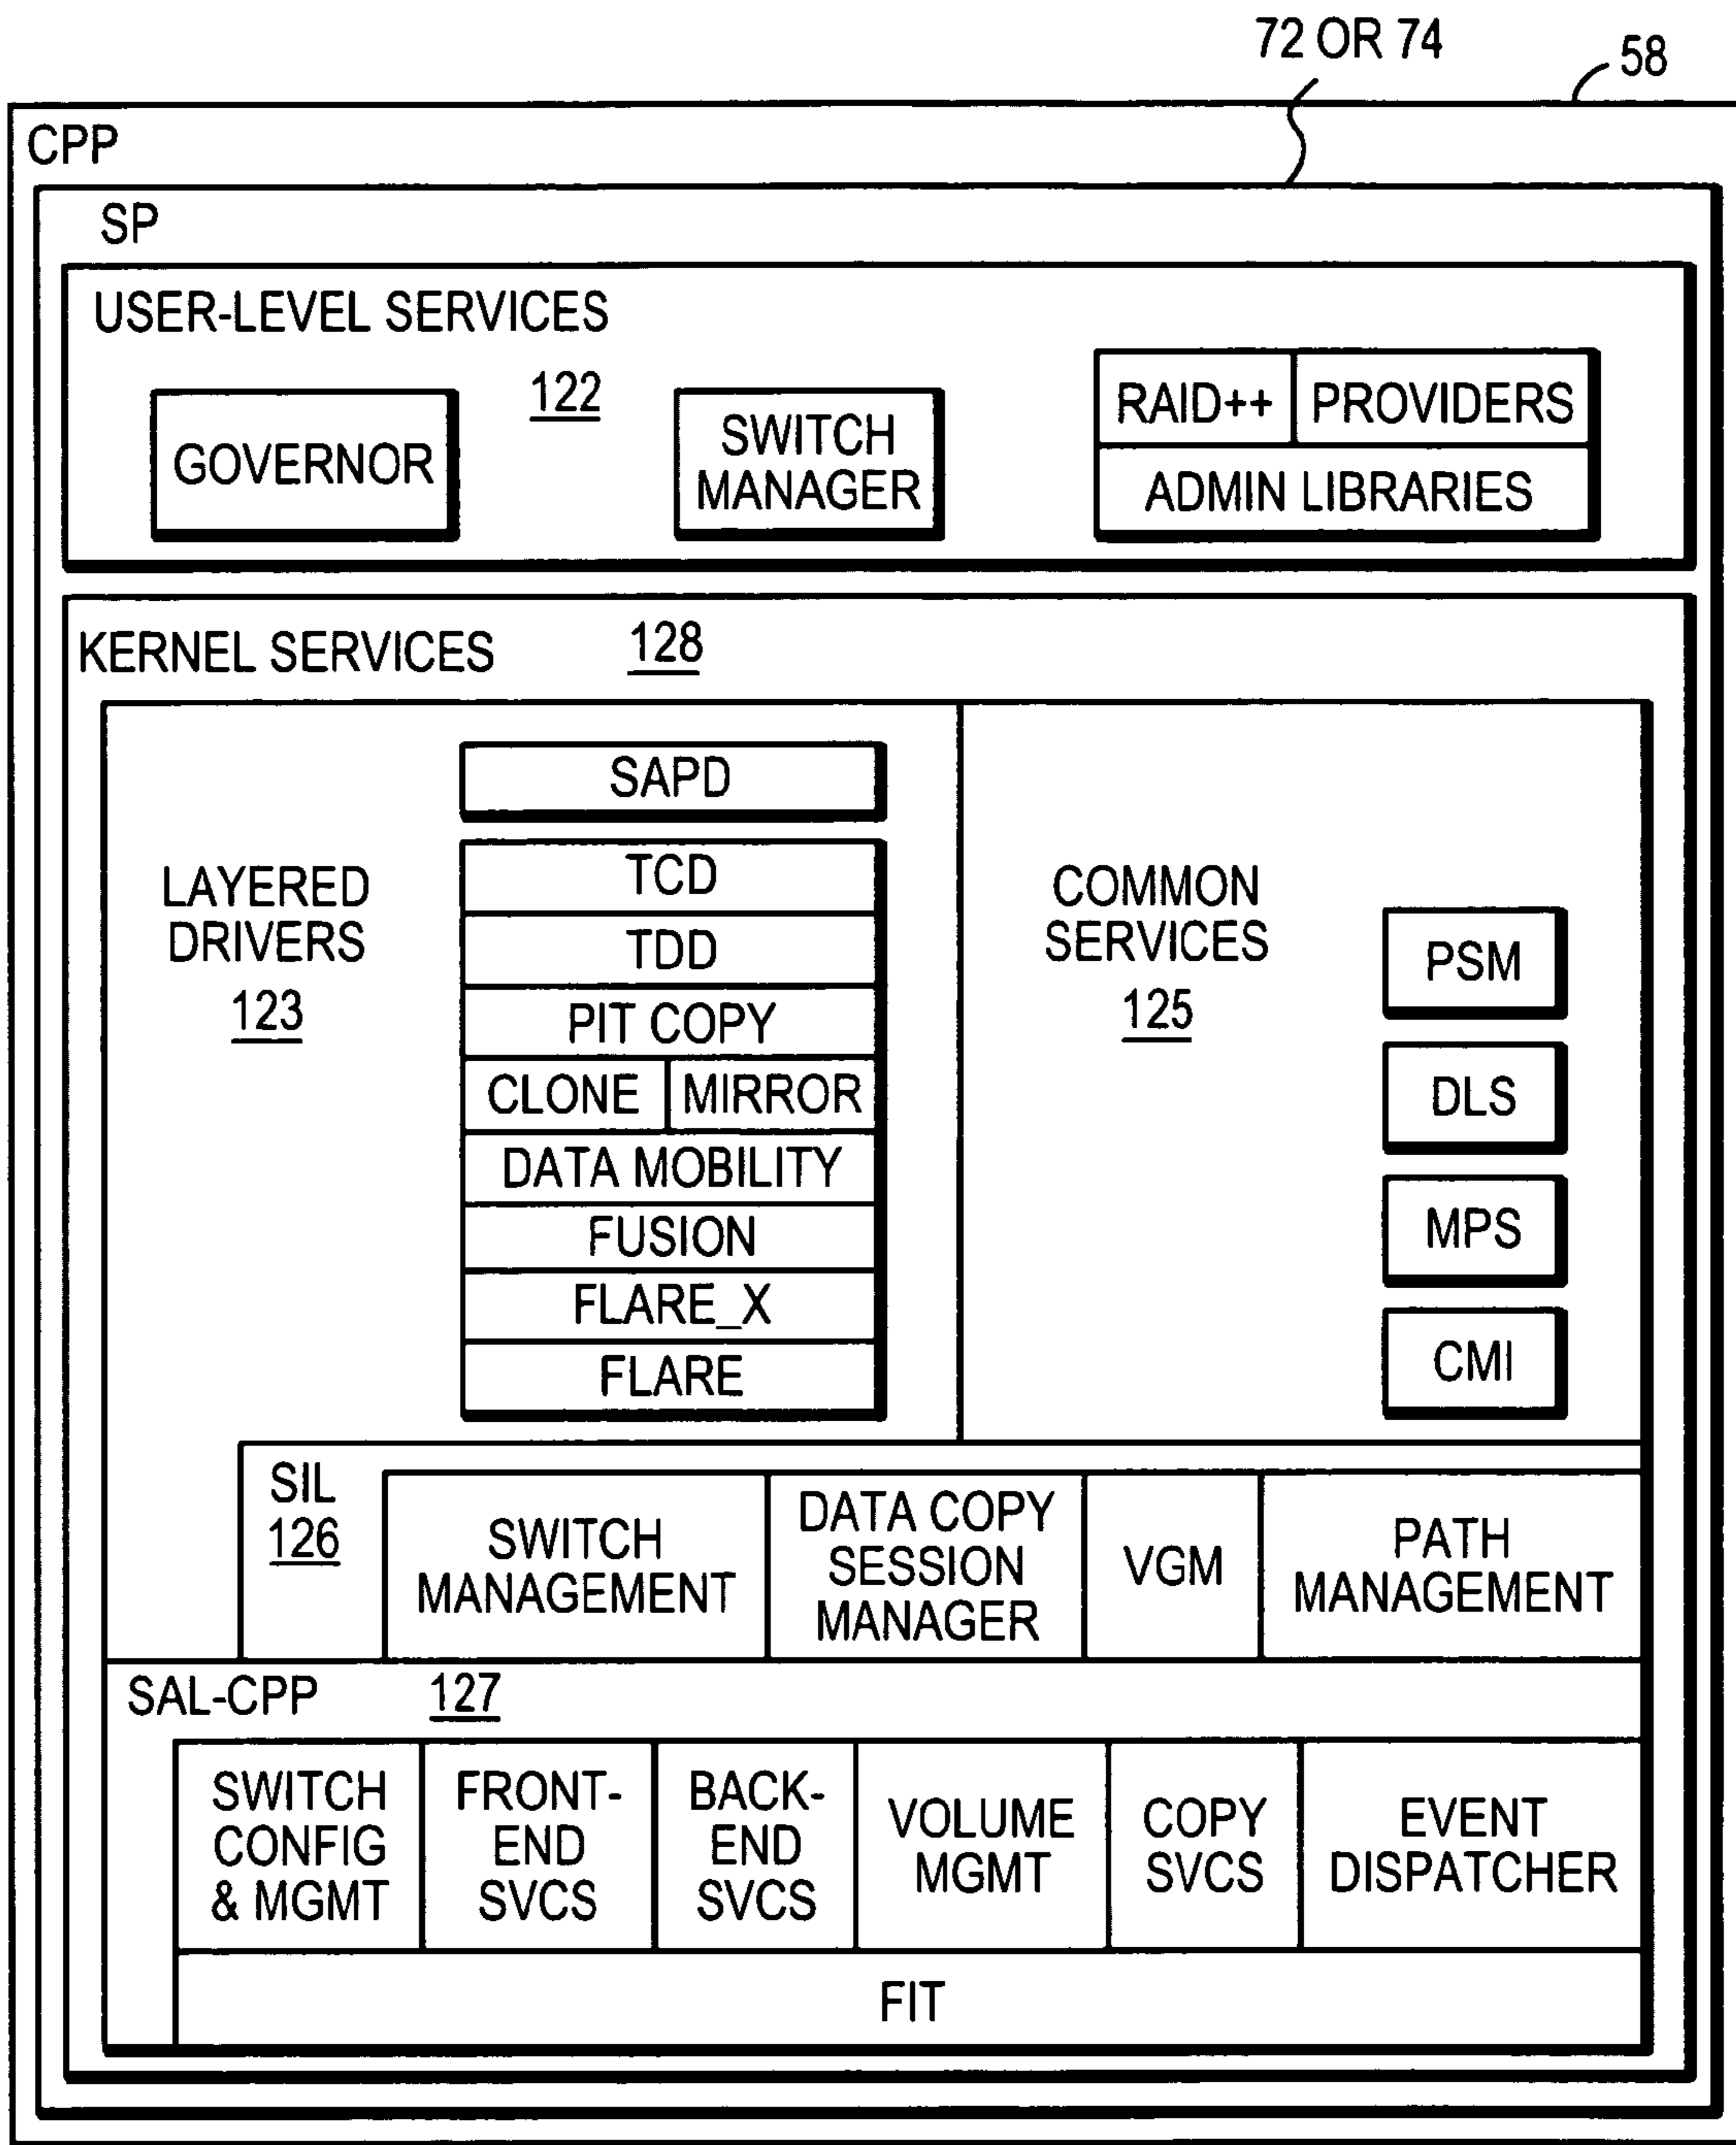 72 OR 74
58
CPP
SP
USER-LEVEL SERVICES
122
GOVERNOR
SWITCH
MANAGER
RAID++
PROVIDERS
ADMIN LIBRARIES
KERNEL SERVICES
128
LAYERED
DRIVERS
123
SAPD
TCD
TDD
PIT COPY
CLONE
MIRROR
DATA MOBILITY
FUSION
FLARE_X
FLARE
COMMON
SERVICES
125
PSM
DLS
MPS
CMI
SIL
126
SWITCH
MANAGEMENT
DATA COPY
SESSION
MANAGER
VGM
PATH
MANAGEMENT
SAL-CPP
127
SWITCH
CONFIG
& MGMT
FRONT-
END
SVCS
BACK-
END
SVCS
VOLUME
MGMT
COPY
SVCS
EVENT
DISPATCHER
FIT